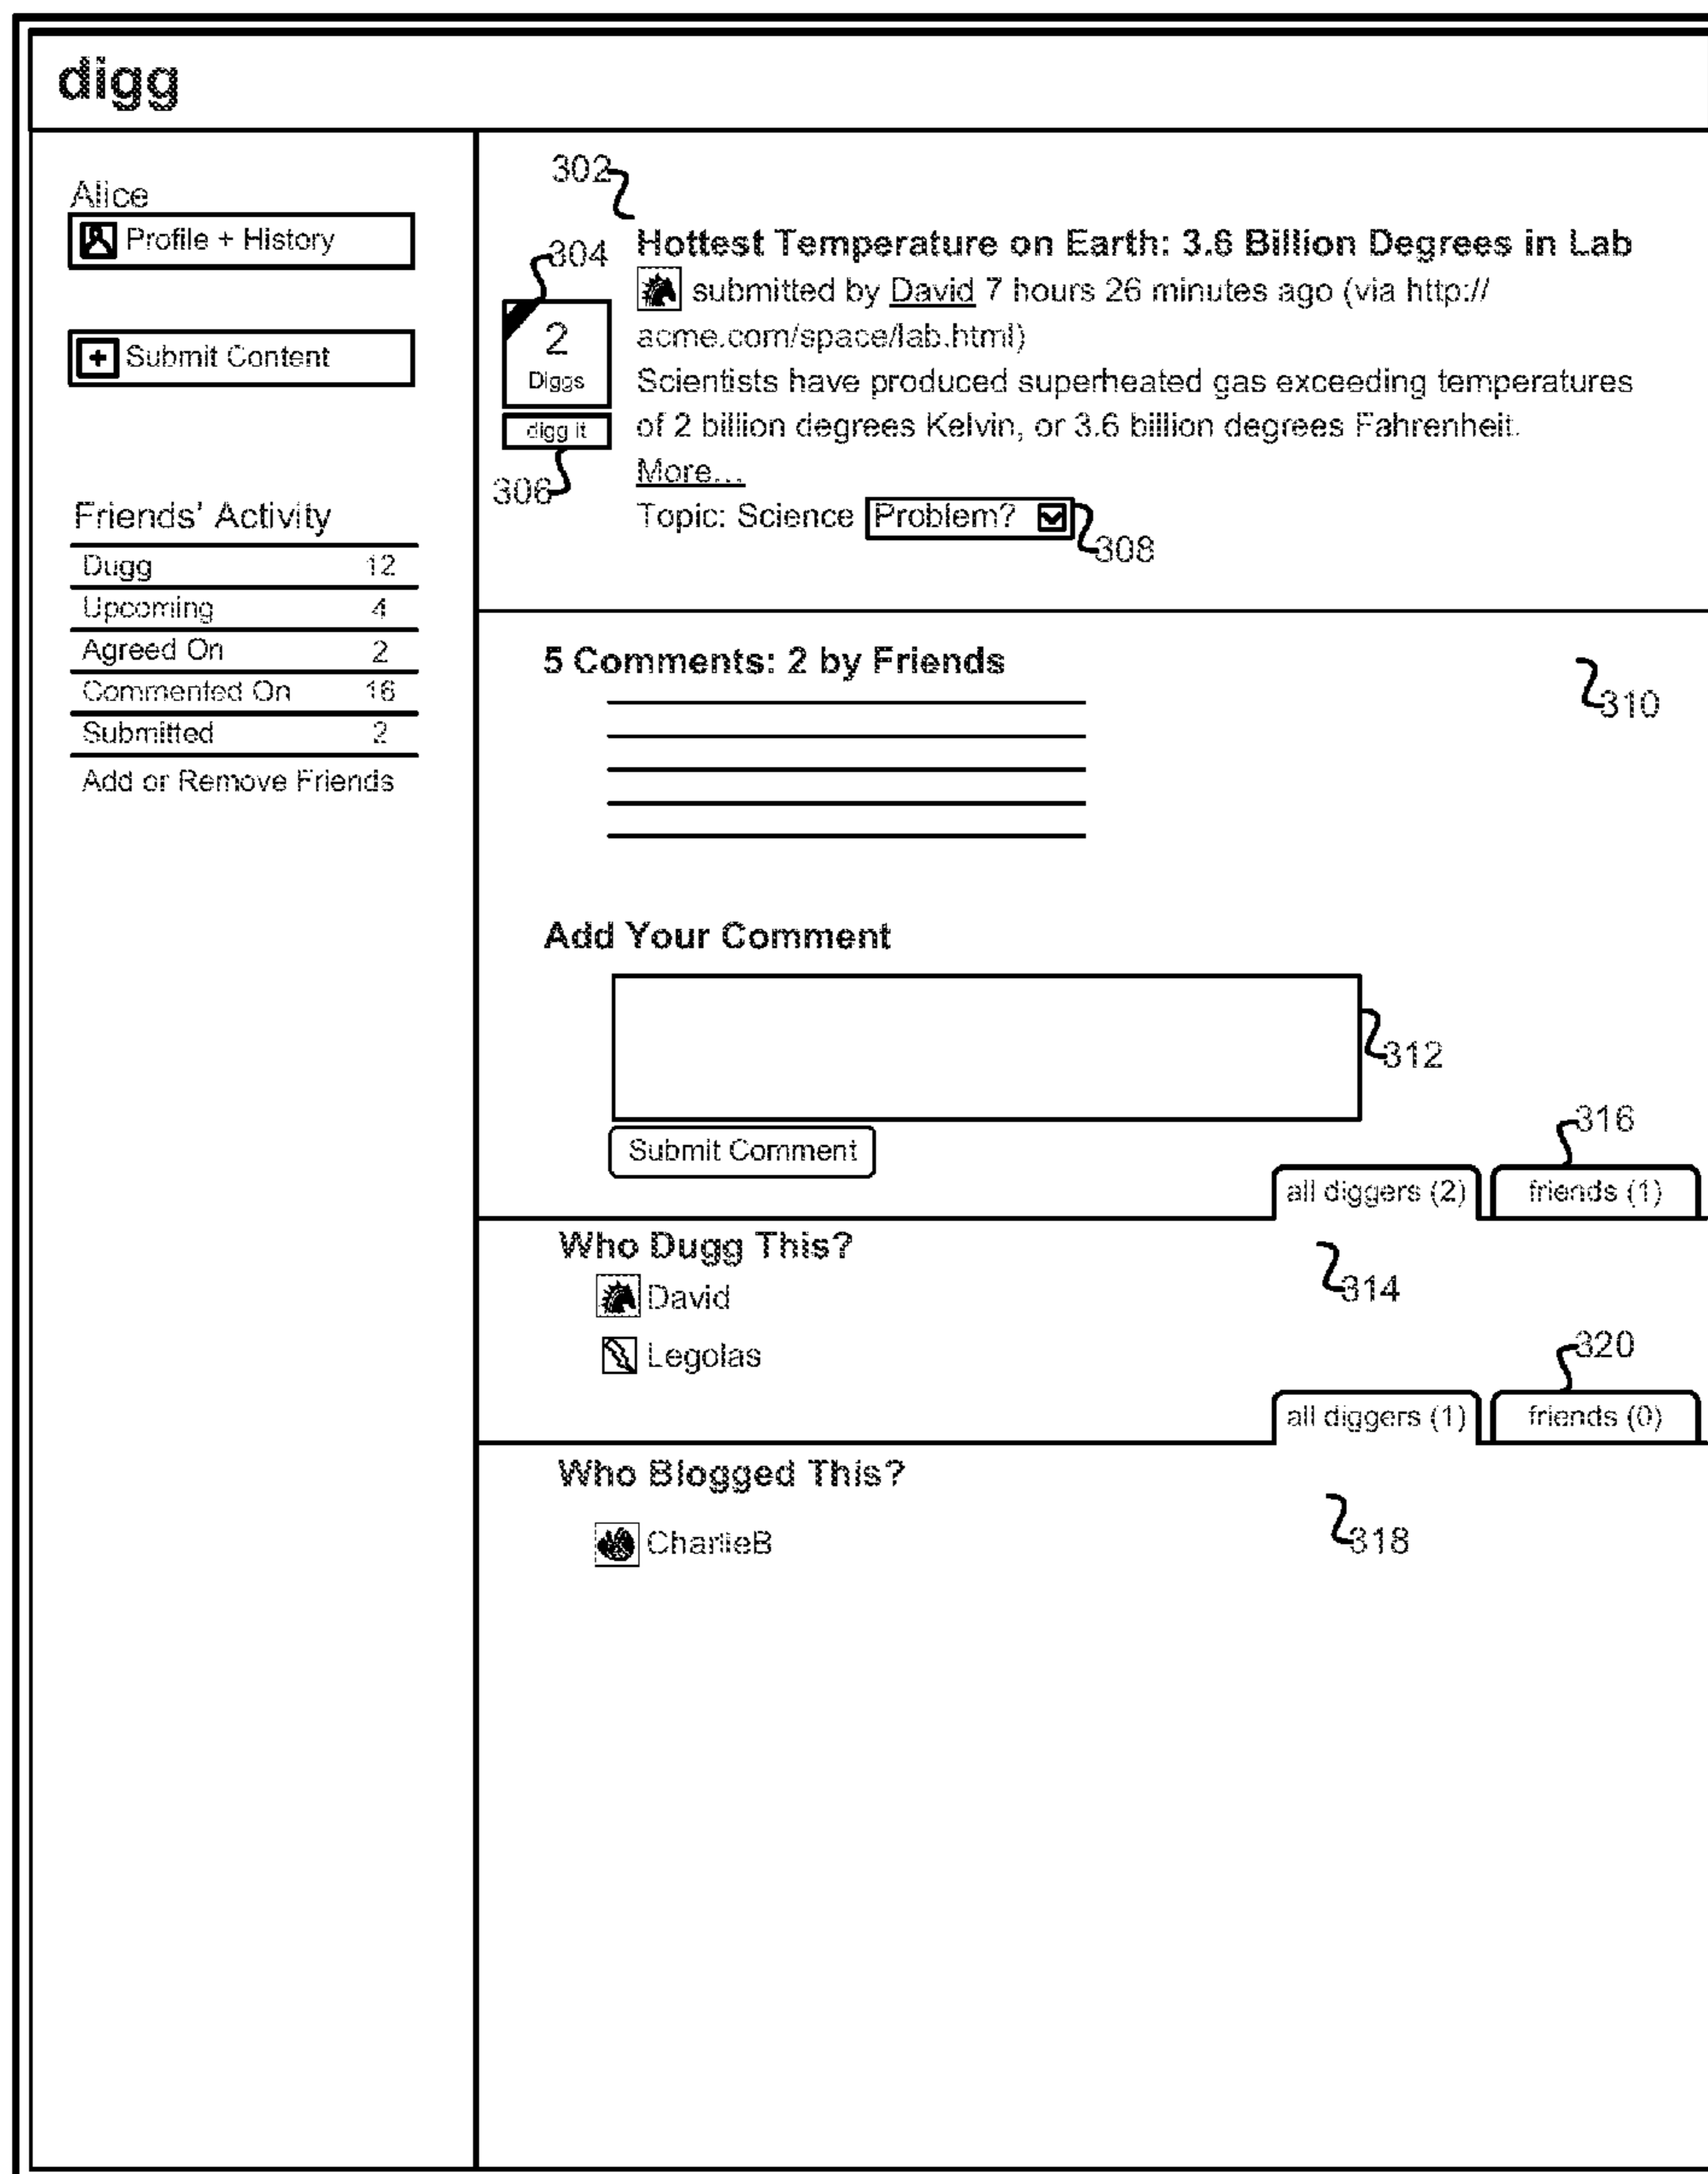 digg
Alice
Profile + History
Submit Content
Friends' Activity
Dugg 12
Upcoming 4
Agreed On 2
Commented On 16
Submitted 2
Add or Remove Friends
302
304
Hottest Temperature on Earth: 3.6 Billion Degrees in Lab
submitted by David 7 hours 26 minutes ago (via http://
acme.com/space/lab.html)
2
Diggs
digg it
306
Scientists have produced superheated gas exceeding temperatures
of 2 billion degrees Kelvin, or 3.6 billion degrees Fahrenheit.
More...
Topic: Science Problem?
308
5 Comments: 2 by Friends
310
Add Your Comment
312
Submit Comment
316
all diggers (2) friends (1)
Who Dugg This?
314
David
Legolas
320
all diggers (1) friends (0)
Who Blogged This?
318
CharlieB